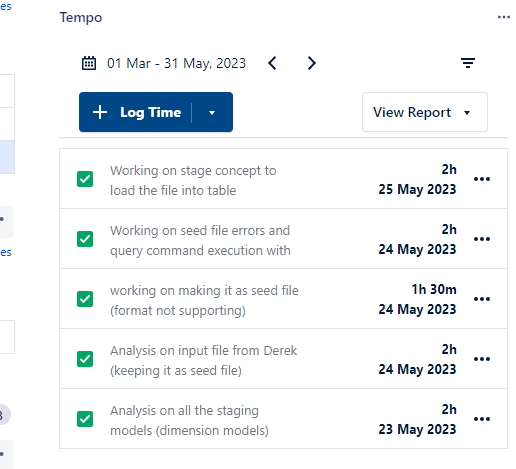 es
Tempo
01 Mar - 31 May, 2023
Log Time
View Report
Working on stage concept to
load the file into table
2h
25 May 2023
Working on seed file errors and
query command execution with
2h
24 May 2023
es
working on making it as seed file
(format not supporting)
1h 30m
24 May 2023
Analysis on input file from Derek
(keeping it as seed file)
2h
24 May 2023
Analysis on all the staging
models (dimension models)
2h
23 May 2023